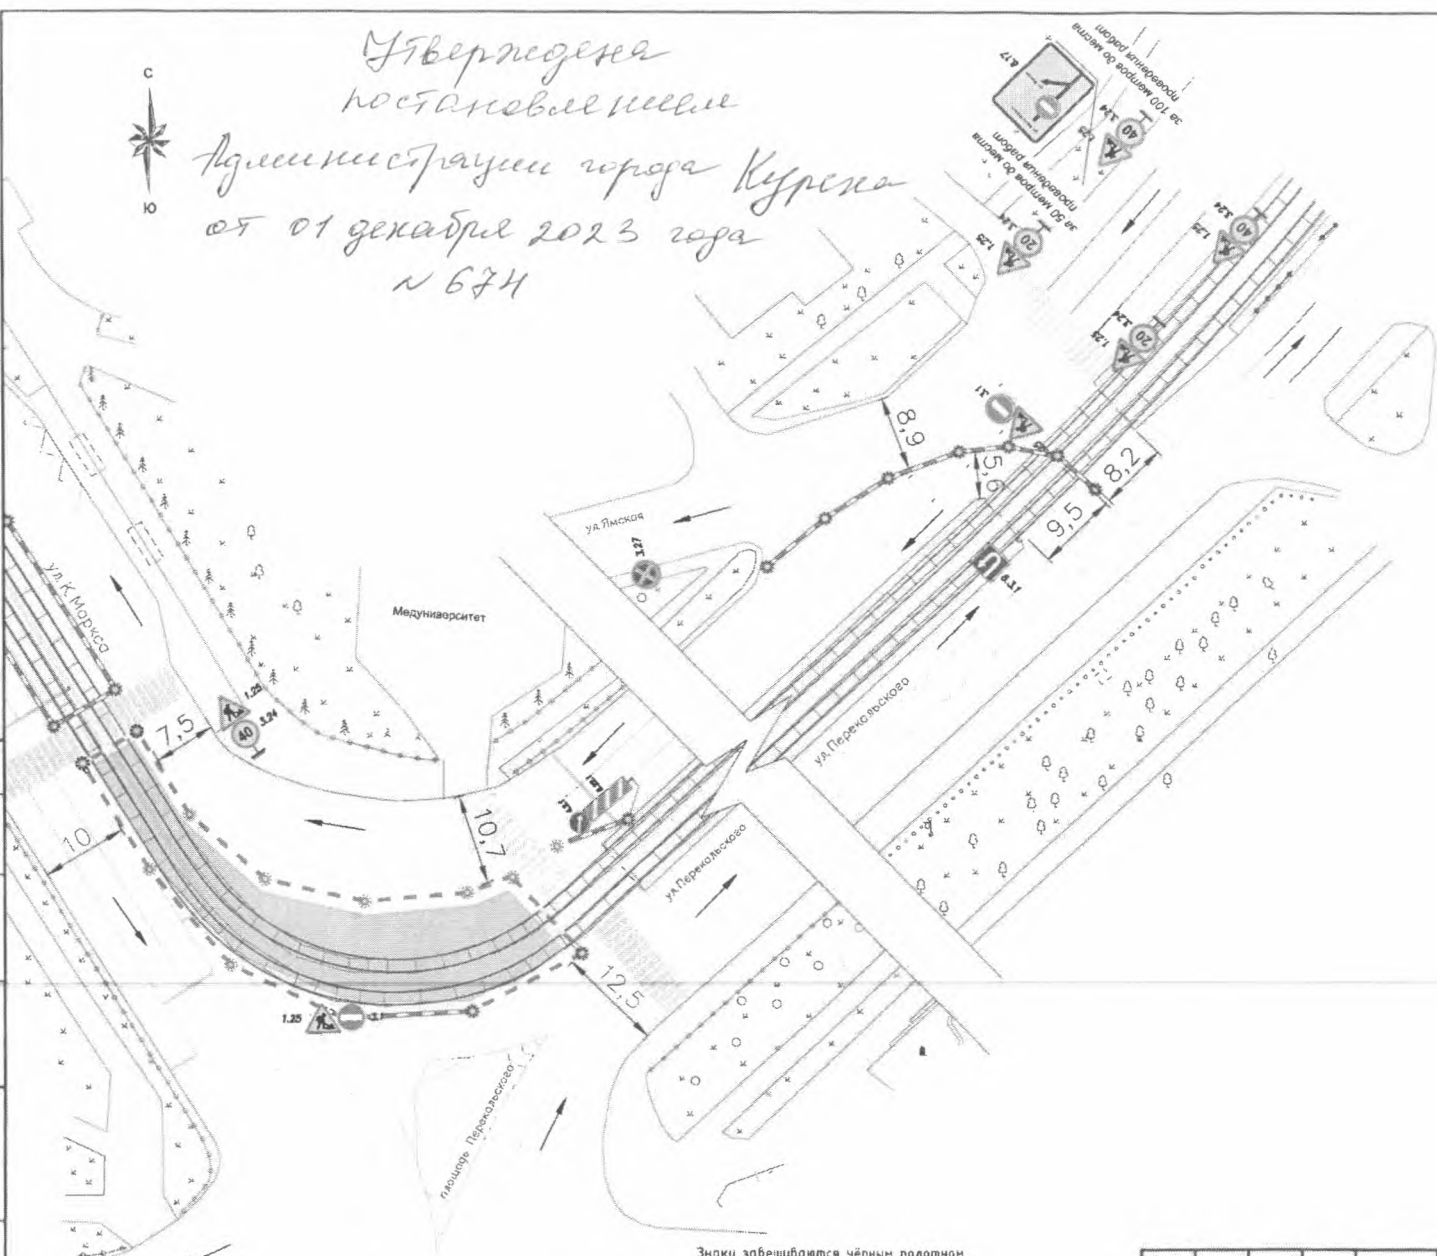 Утверждена
постановлением
Администрации города Курска
от 01 декабря 2023 года
N 674
С
Ю
6.17
за 100 метров до места
проведения работ
3.24
40
1.25
за 50 метров до места
проведения работ
3.24
20
1.25
3.24
40
1.25
3.24
20
1.25
3.1
8,9
5,6
8,2
9,5
ул. Ямская
3.27
6.3.1
ул. К. Маркса
Медуниверситет
ул. Перекальского
1.25
3.24
40
7,5
10
10,7
ул. Перекальского
12,5
1.25
3.1
площадь Перекальского
Знаки завешиваются чёрным полотном